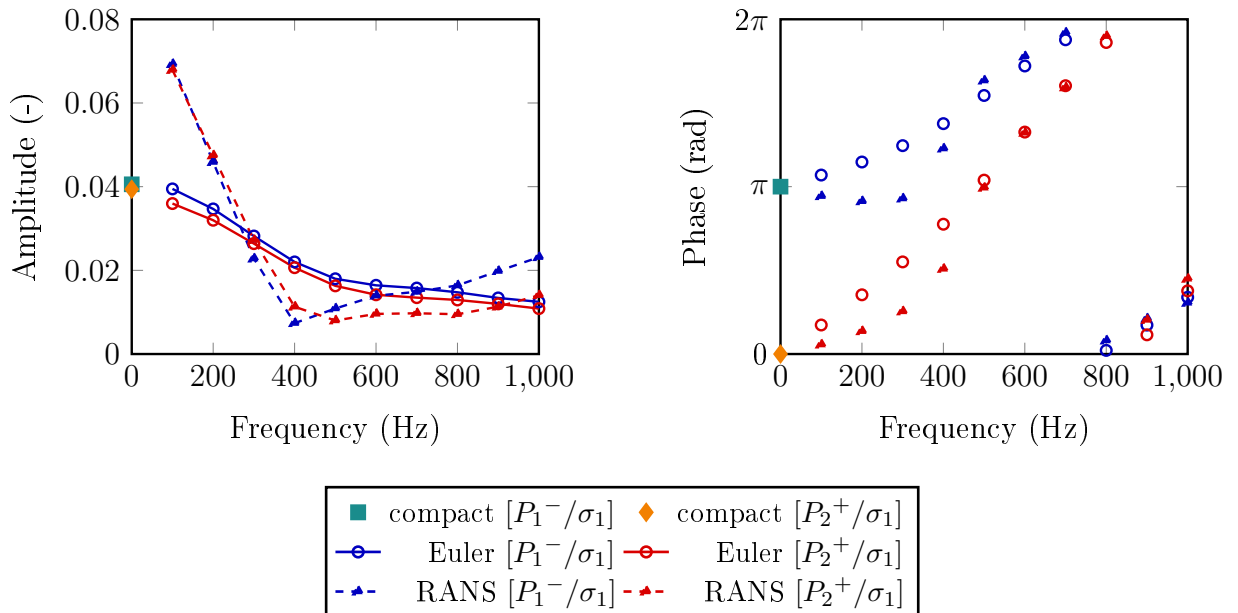 Amplitude (-)
0.08
0.06
0.04
0.02
0
0 200 400 600 800 1,000
Frequency (Hz)
Phase (rad)
2π
π
0
0 200 400 600 800 1,000
Frequency (Hz)
compact [P₁⁻/σ₁] compact [P₂⁺/σ₁]
Euler [P₁⁻/σ₁] Euler [P₂⁺/σ₁]
RANS [P₁⁻/σ₁] RANS [P₂⁺/σ₁]